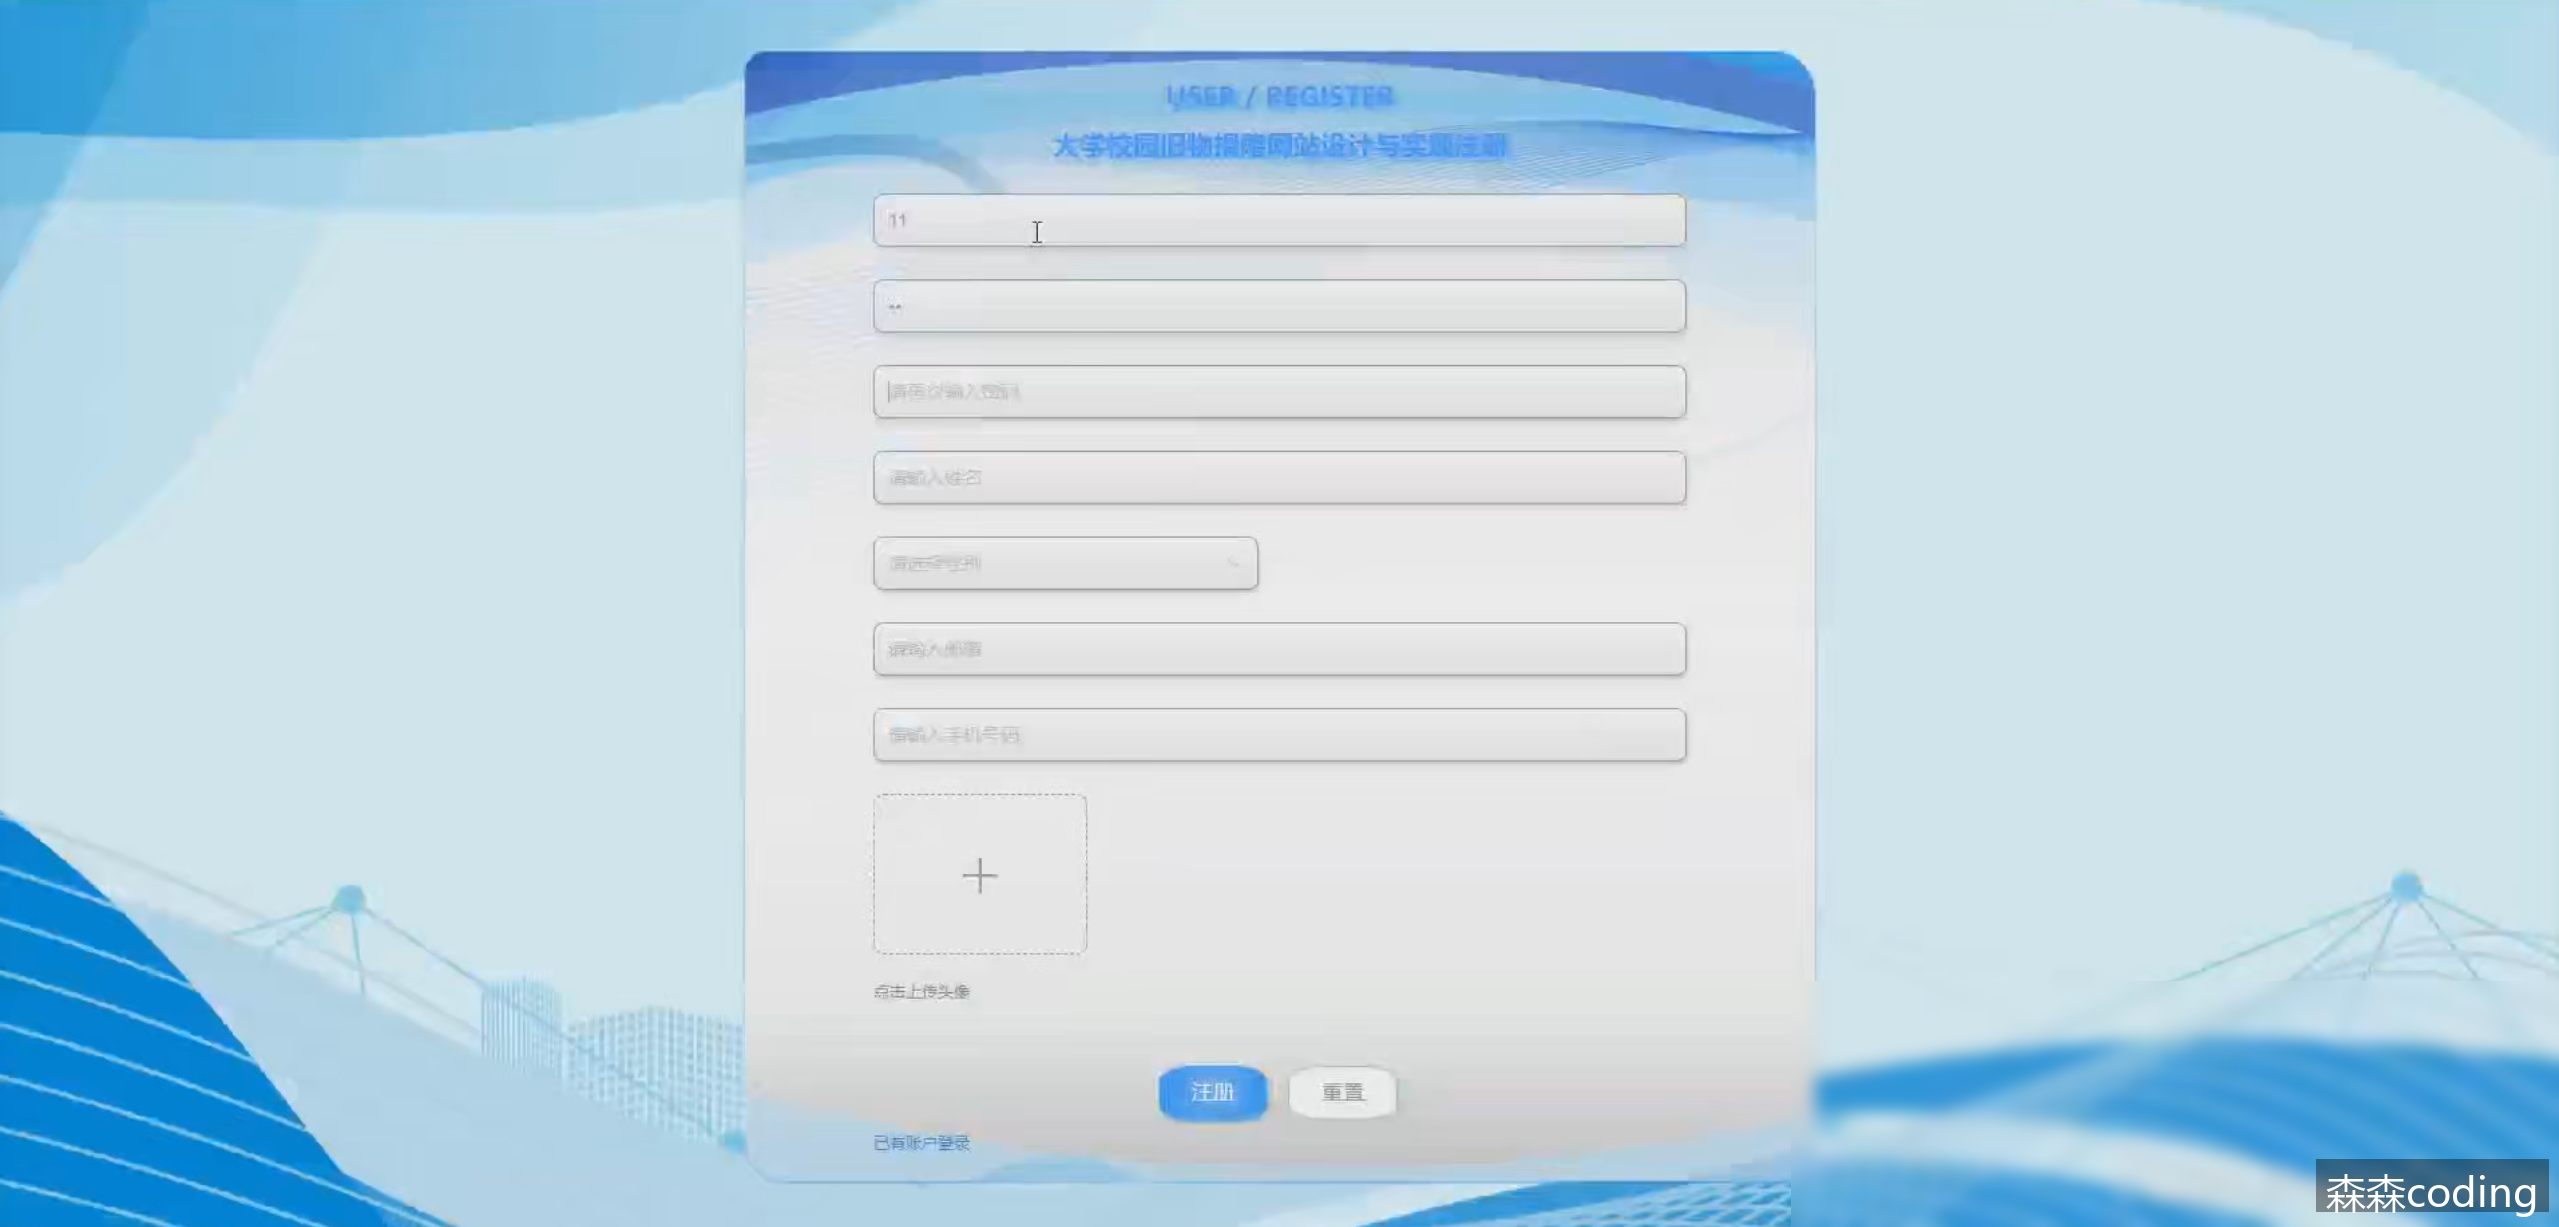 USER / REGISTER
大学校园旧物捐赠网站设计与实现注册
11
请再次输入密码
请输入姓名
请选择性别
请输入邮箱
请输入手机号码
点击上传头像
注册
重置
已有账户登录
森森coding